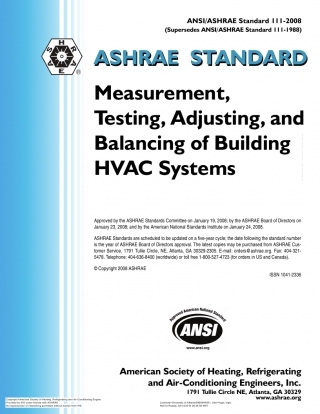 ANSI/ASHRAE Standard 111-2008
(Supersedes ANSI/ASHRAE Standard 111-1988)
ASHRAE STANDARD
Measurement,
Testing, Adjusting, and
Balancing of Building
HVAC Systems
Approved by the ASHRAE Standards Committee on January 19, 2008; by the ASHRAE Board of Directors on
January 23, 2008; and by the American National Standards Institute on January 24, 2008.
ASHRAE Standards are scheduled to be updated on a five-year cycle; the date following the standard number
is the year of ASHRAE Board of Directors approval. The latest copies may be purchased from ASHRAE Cus-
tomer Service, 1791 Tullie Circle, NE, Atlanta, GA 30329-2305. E-mail: orders@ashrae.org. Fax: 404-321-
5478. Telephone: 404-636-8400 (worldwide) or toll free 1-800-527-4723 (for orders in US and Canada).
© Copyright 2008 ASHRAE
ISSN 1041-2336
Approved American National Standard
ANSI
www.ansi.org
American Society of Heating, Refrigerating
and Air-Conditioning Engineers, Inc.
1791 Tullie Circle NE, Atlanta, GA 30329
www.ashrae.org